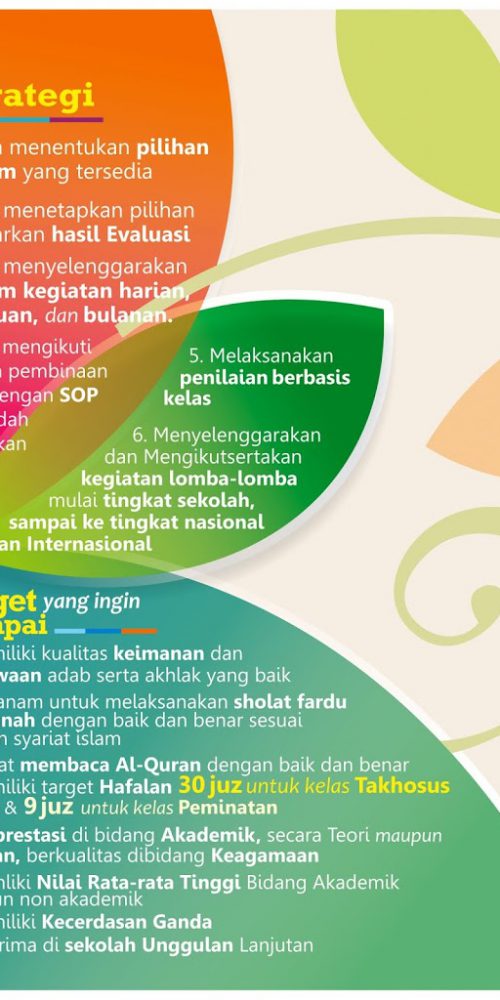 rategi
menentukan pilihan
m yang tersedia
menetapkan pilihan
arkan hasil Evaluasi
menyelenggarakan
m kegiatan harian,
uan, dan bulanan.
mengikuti
pembinaan
engan SOP
dah
kan
5. Melaksanakan
penilaian berbasis
kelas
6. Menyelenggarakan
dan Mengikutsertakan
kegiatan lomba-lomba
mulai tingkat sekolah,
sampai ke tingkat nasional
an Internasional
get yang ingin
pai
niliki kualitas keimanan dan
waan adab serta akhlak yang baik
anam untuk melaksanakan sholat fardu
nah dengan baik dan benar sesuai
n syariat islam
at membaca Al-Quran dengan baik dan benar
niliki target Hafalan 30 juz untuk kelas Takhosus
& 9 juz untuk kelas Peminatan
prestasi di bidang Akademik, secara Teori maupun
an, berkualitas dibidang Keagamaan
nliki Nilai Rata-rata Tinggi Bidang Akademik
un non akademik
niliki Kecerdasan Ganda
rima di sekolah Unggulan Lanjutan